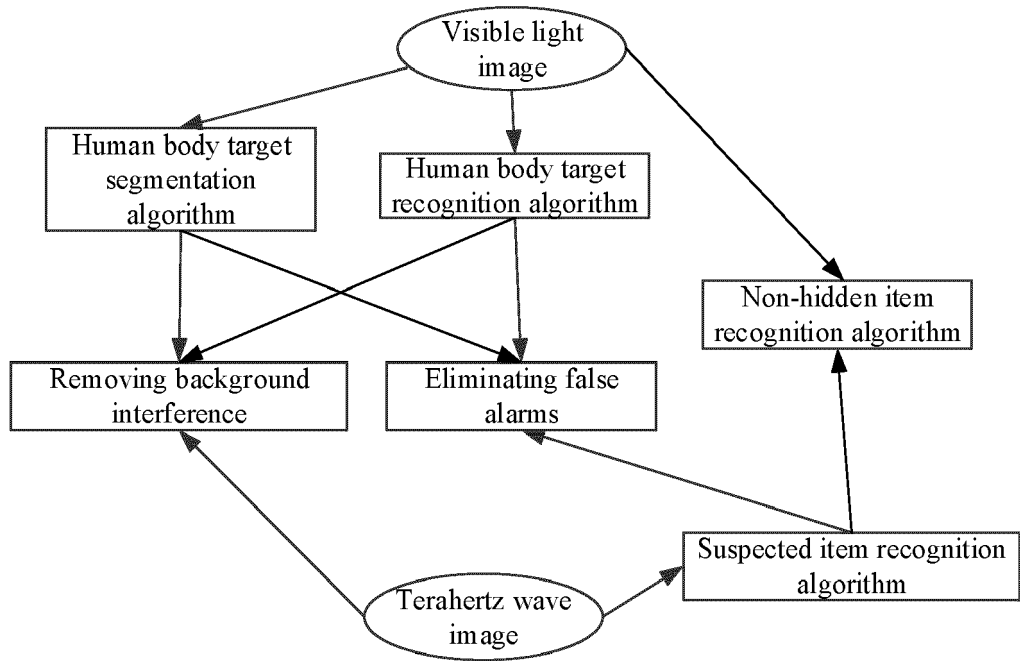 Visible light
image
Human body target
segmentation
algorithm
Human body target
recognition algorithm
Non-hidden item
recognition algorithm
Removing background
interference
Eliminating false
alarms
Suspected item recognition
algorithm
Terahertz wave
image